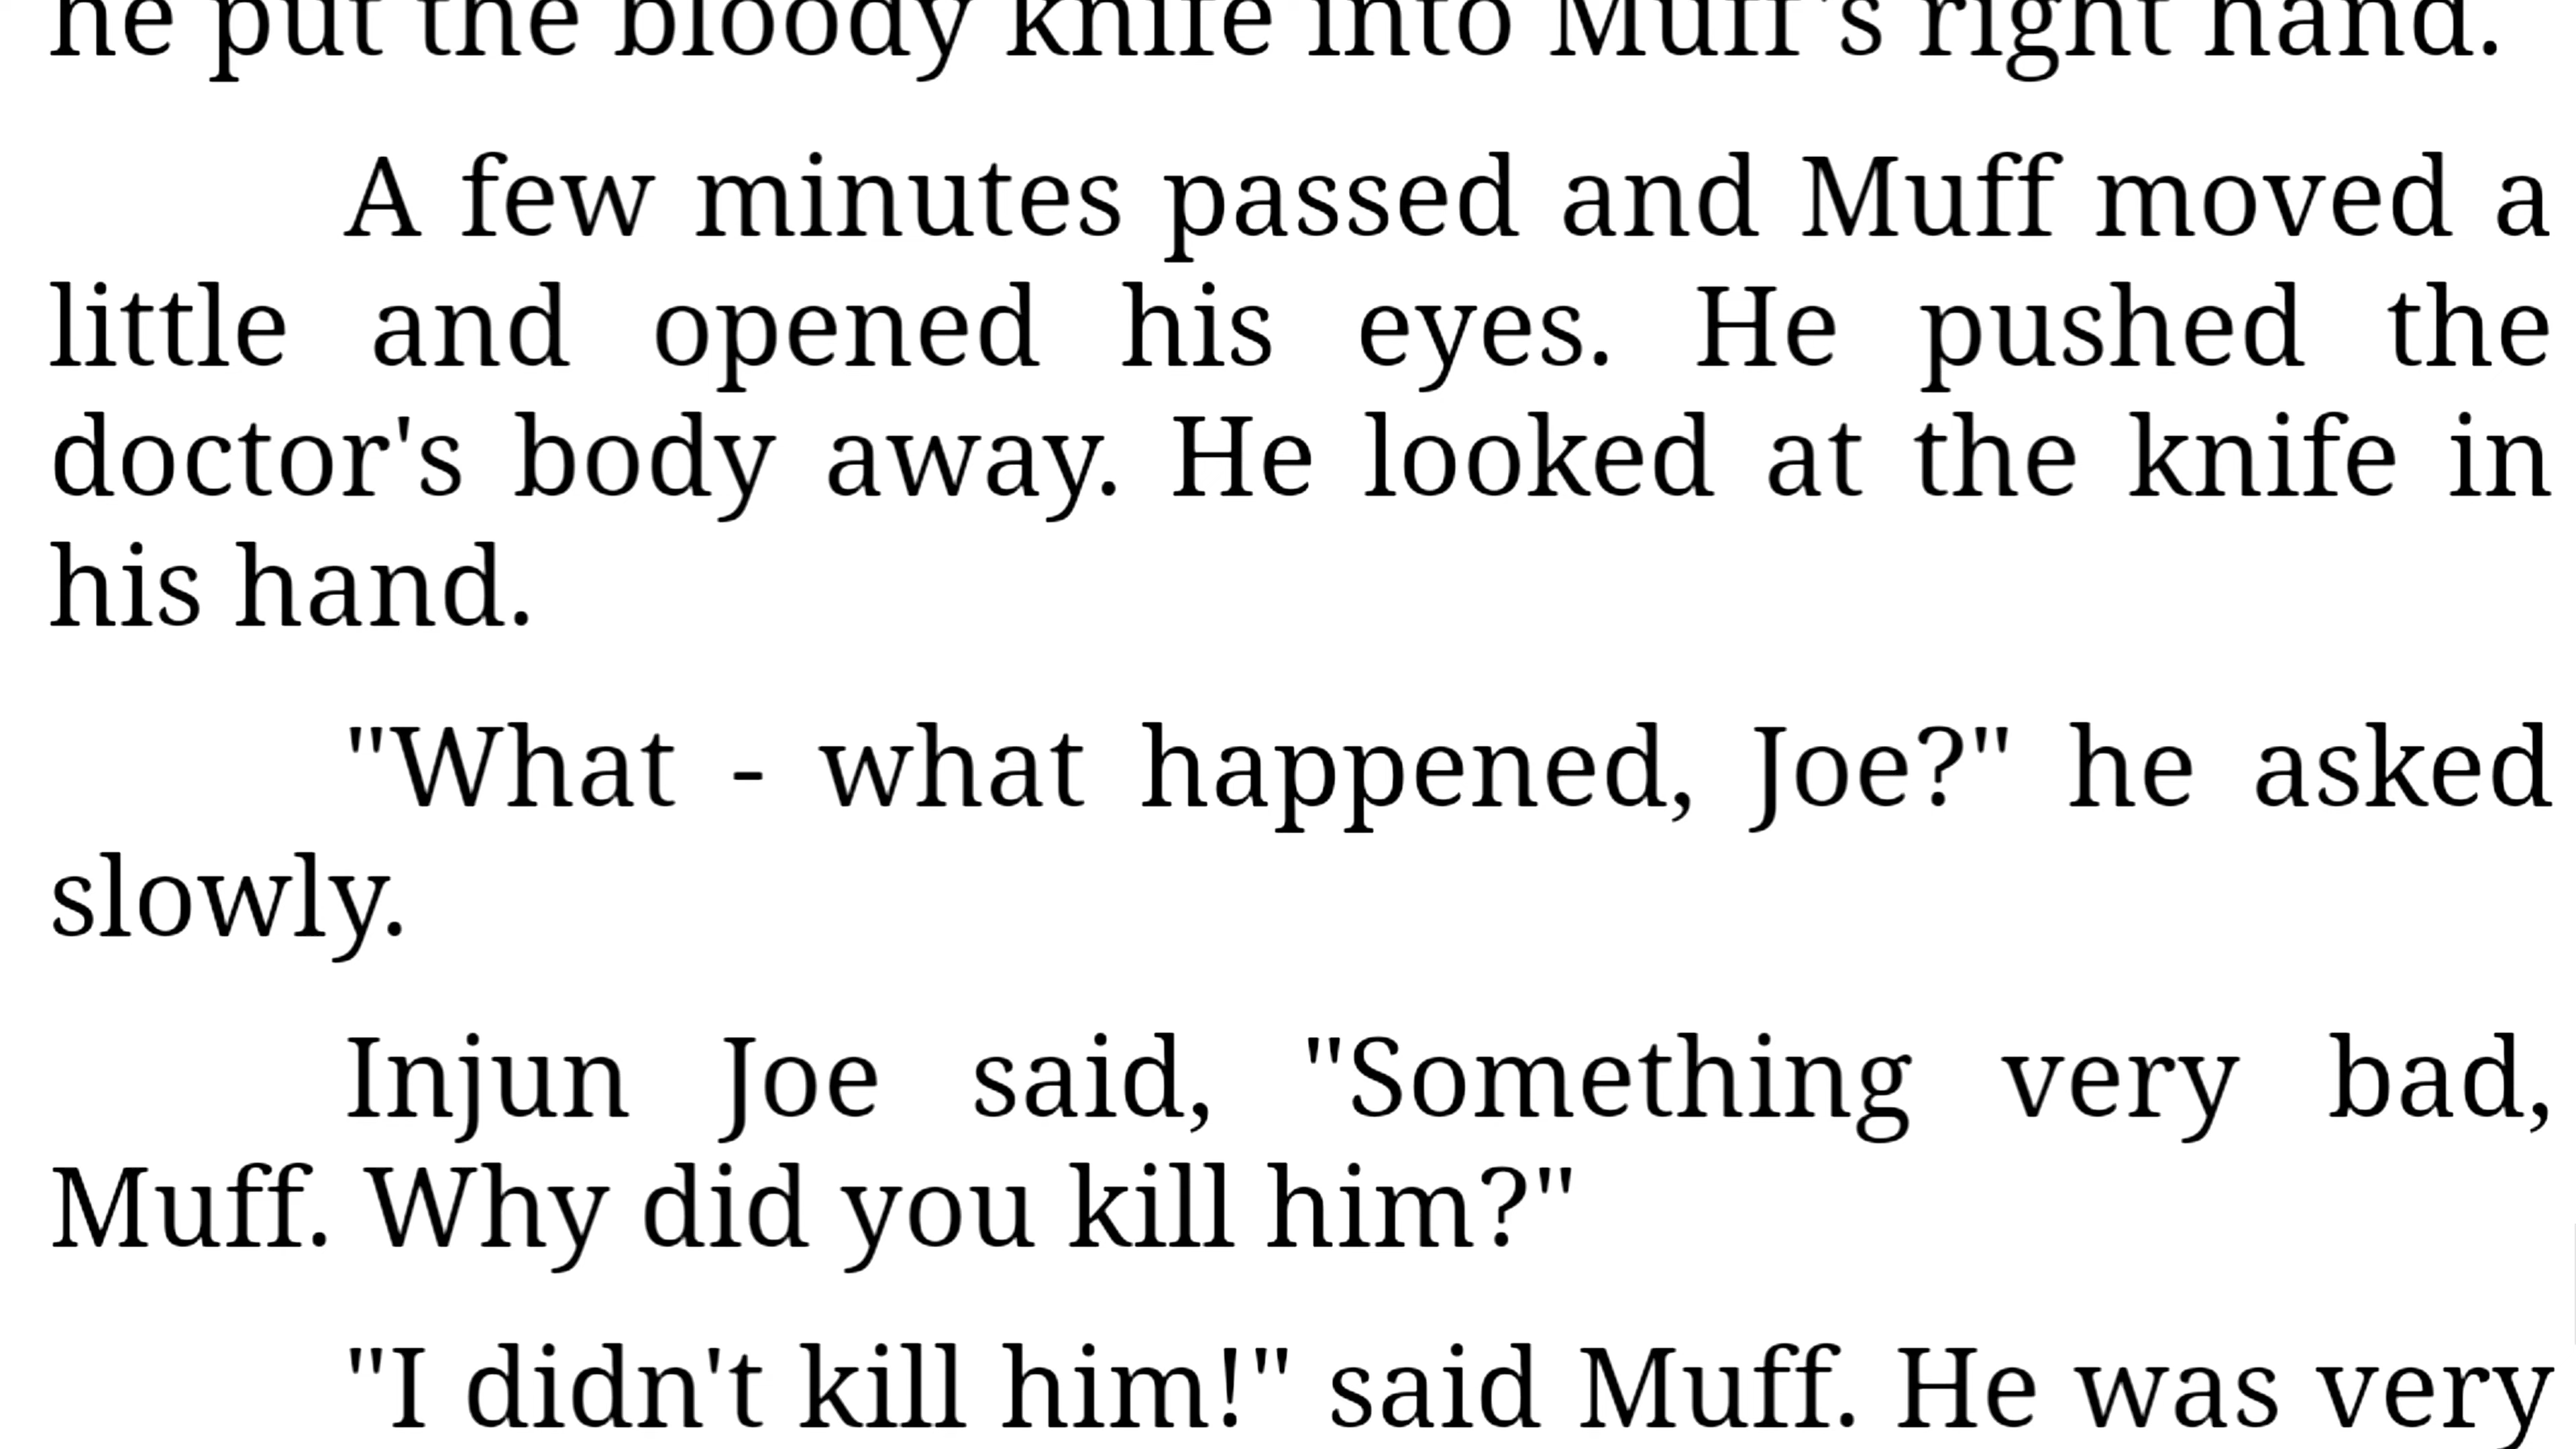 he put the bloody knife into Muff's right hand.
A few minutes passed and Muff moved a
little and opened his eyes. He pushed the
doctor's body away. He looked at the knife in
his hand.
"What - what happened, Joe?" he asked
slowly.
Injun Joe said, "Something very bad,
Muff. Why did you kill him?"
"I didn't kill him!" said Muff. He was very